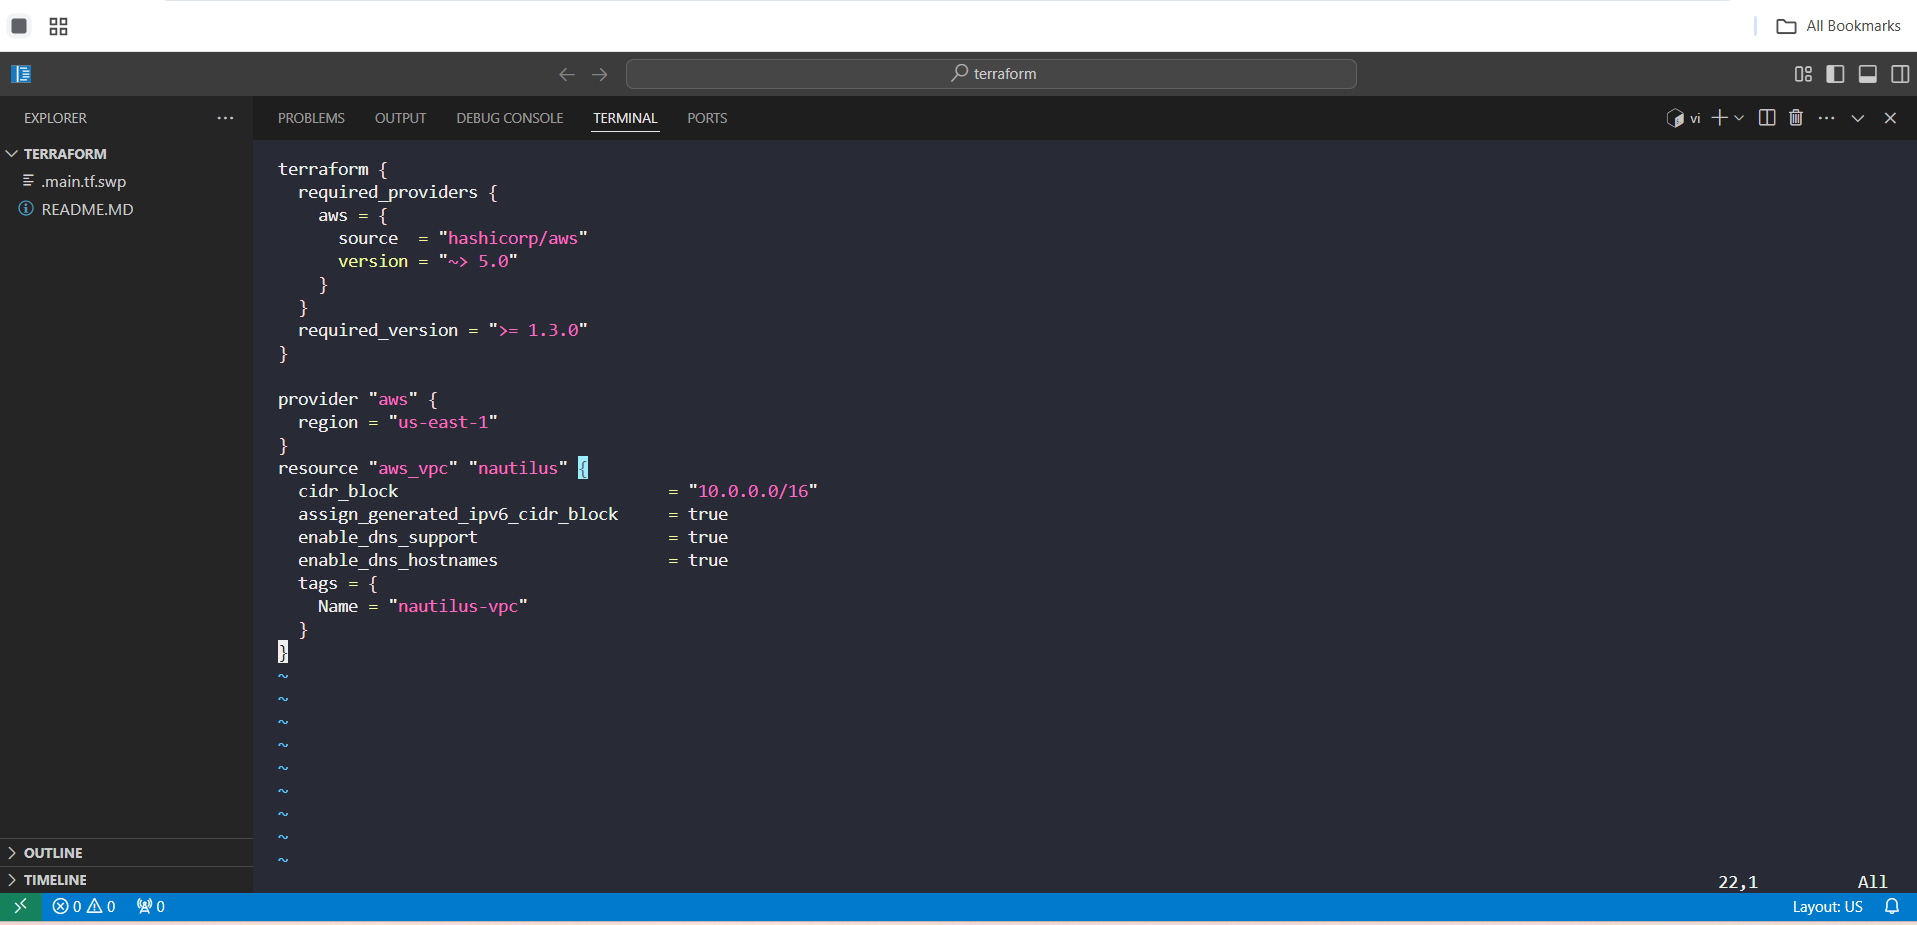 All Bookmarks
terraform
EXPLORER
PROBLEMS OUTPUT DEBUG CONSOLE TERMINAL PORTS
vi
TERRAFORM
.main.tf.swp
README.MD
terraform {
  required_providers {
    aws = {
      source  = "hashicorp/aws"
      version = "~> 5.0"
    }
  }
  required_version = ">= 1.3.0"
}
provider "aws" {
  region = "us-east-1"
}
resource "aws_vpc" "nautilus" {
  cidr_block                           = "10.0.0.0/16"
  assign_generated_ipv6_cidr_block     = true
  enable_dns_support                   = true
  enable_dns_hostnames                 = true
  tags = {
    Name = "nautilus-vpc"
  }
}
~
~
~
~
~
~
~
~
~
22,1 All
OUTLINE
TIMELINE
0 0 0
Layout: US